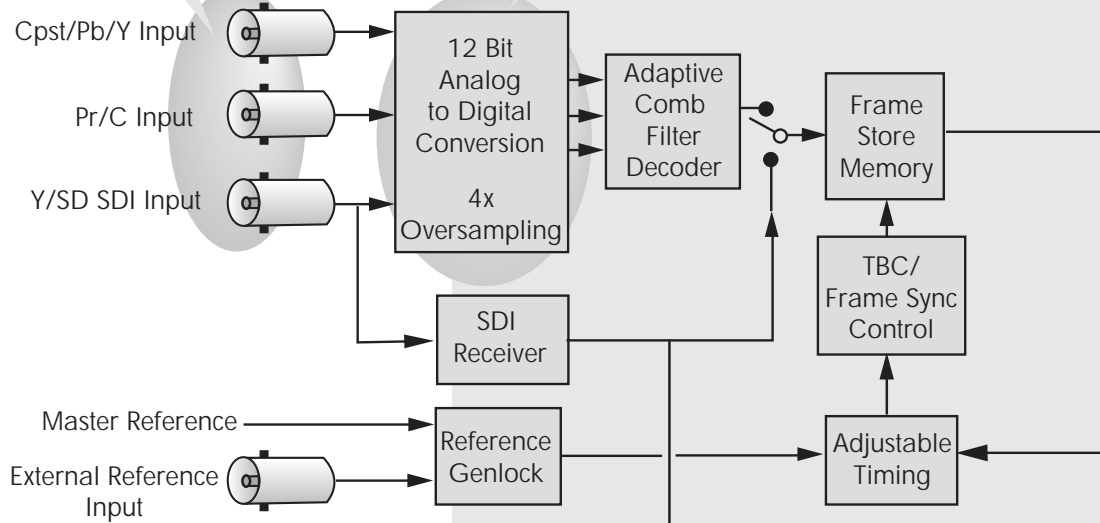 Cpst/Pb/Y Input
Pr/C Input
Y/SD SDI Input
12 Bit
Analog
to Digital
Conversion
4x
Oversampling
Adaptive
Comb
Filter
Decoder
Frame
Store
Memory
TBC/
Frame Sync
Control
SDI
Receiver
Master Reference
External Reference
Input
Reference
Genlock
Adjustable
Timing